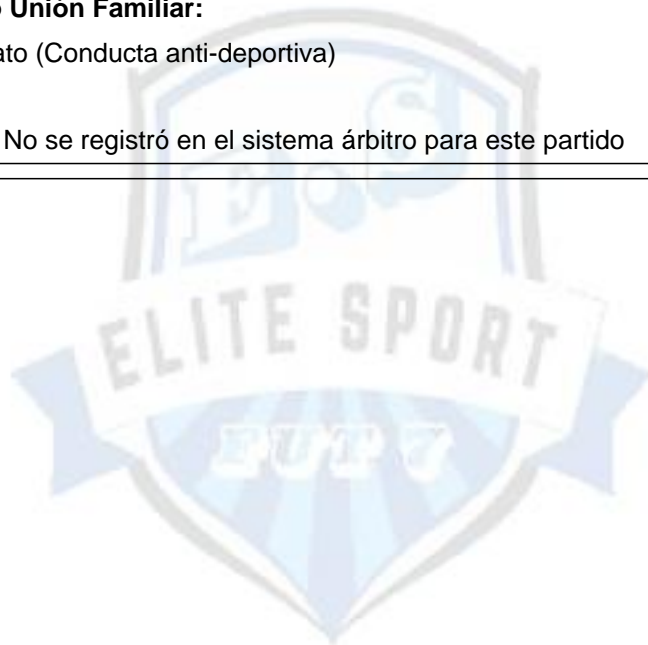 Unión Familiar:
(Conducta anti-deportiva)
No se registró en el sistema árbitro para este partido
E.S
ELITE SPORT
FUT 7